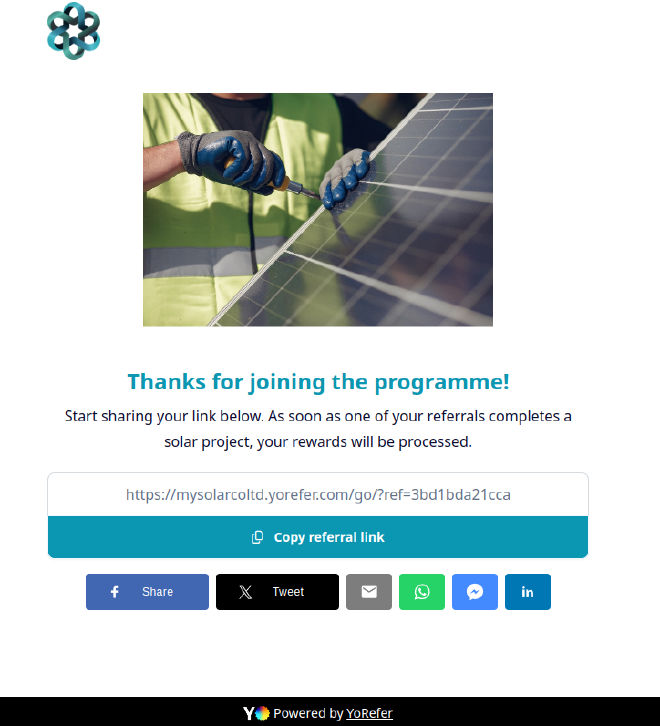 Thanks for joining the programme!
Start sharing your link below. As soon as one of your referrals completes a
solar project, your rewards will be processed.
https://mysolarcoltd.yorefer.com/go/?ref=3bd1bda21cca
Copy referral link
Share
Tweet
in
YO Powered by YoRefer